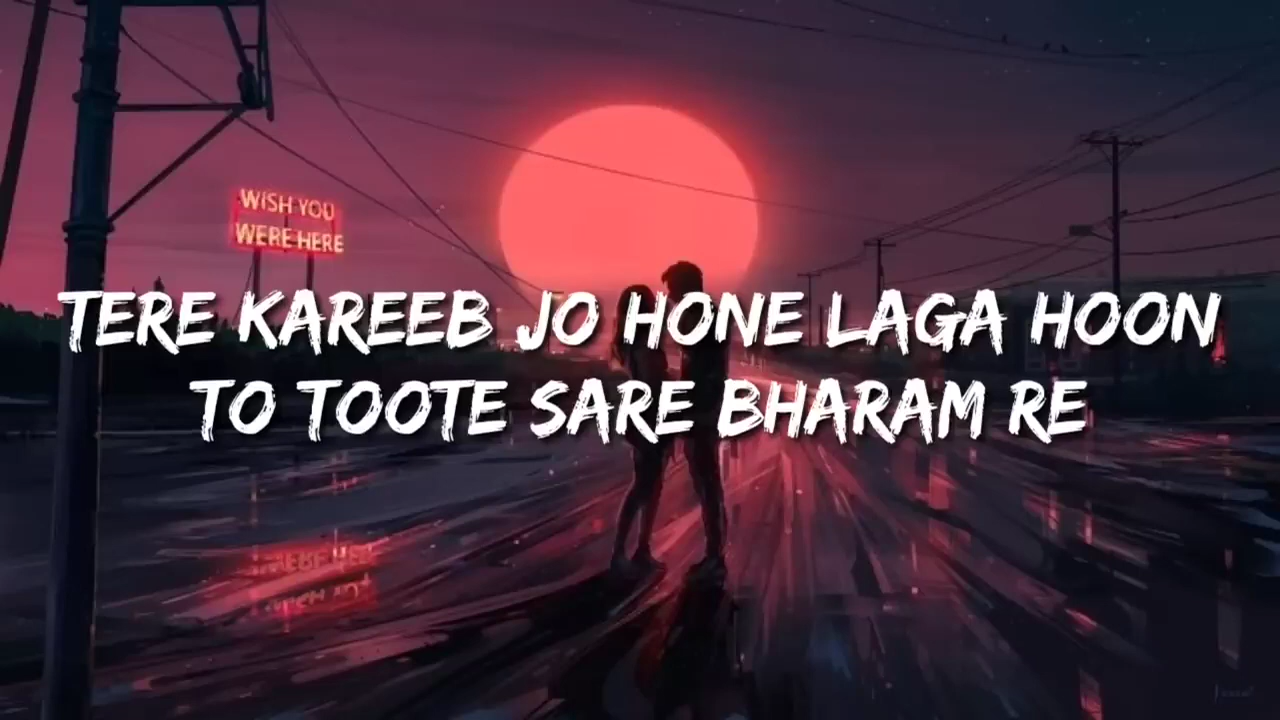 WISH YOU
WERE HERE
TERE KAREEB JO HONE LAGA HOON
TO TOOTE SARE BHARAM RE